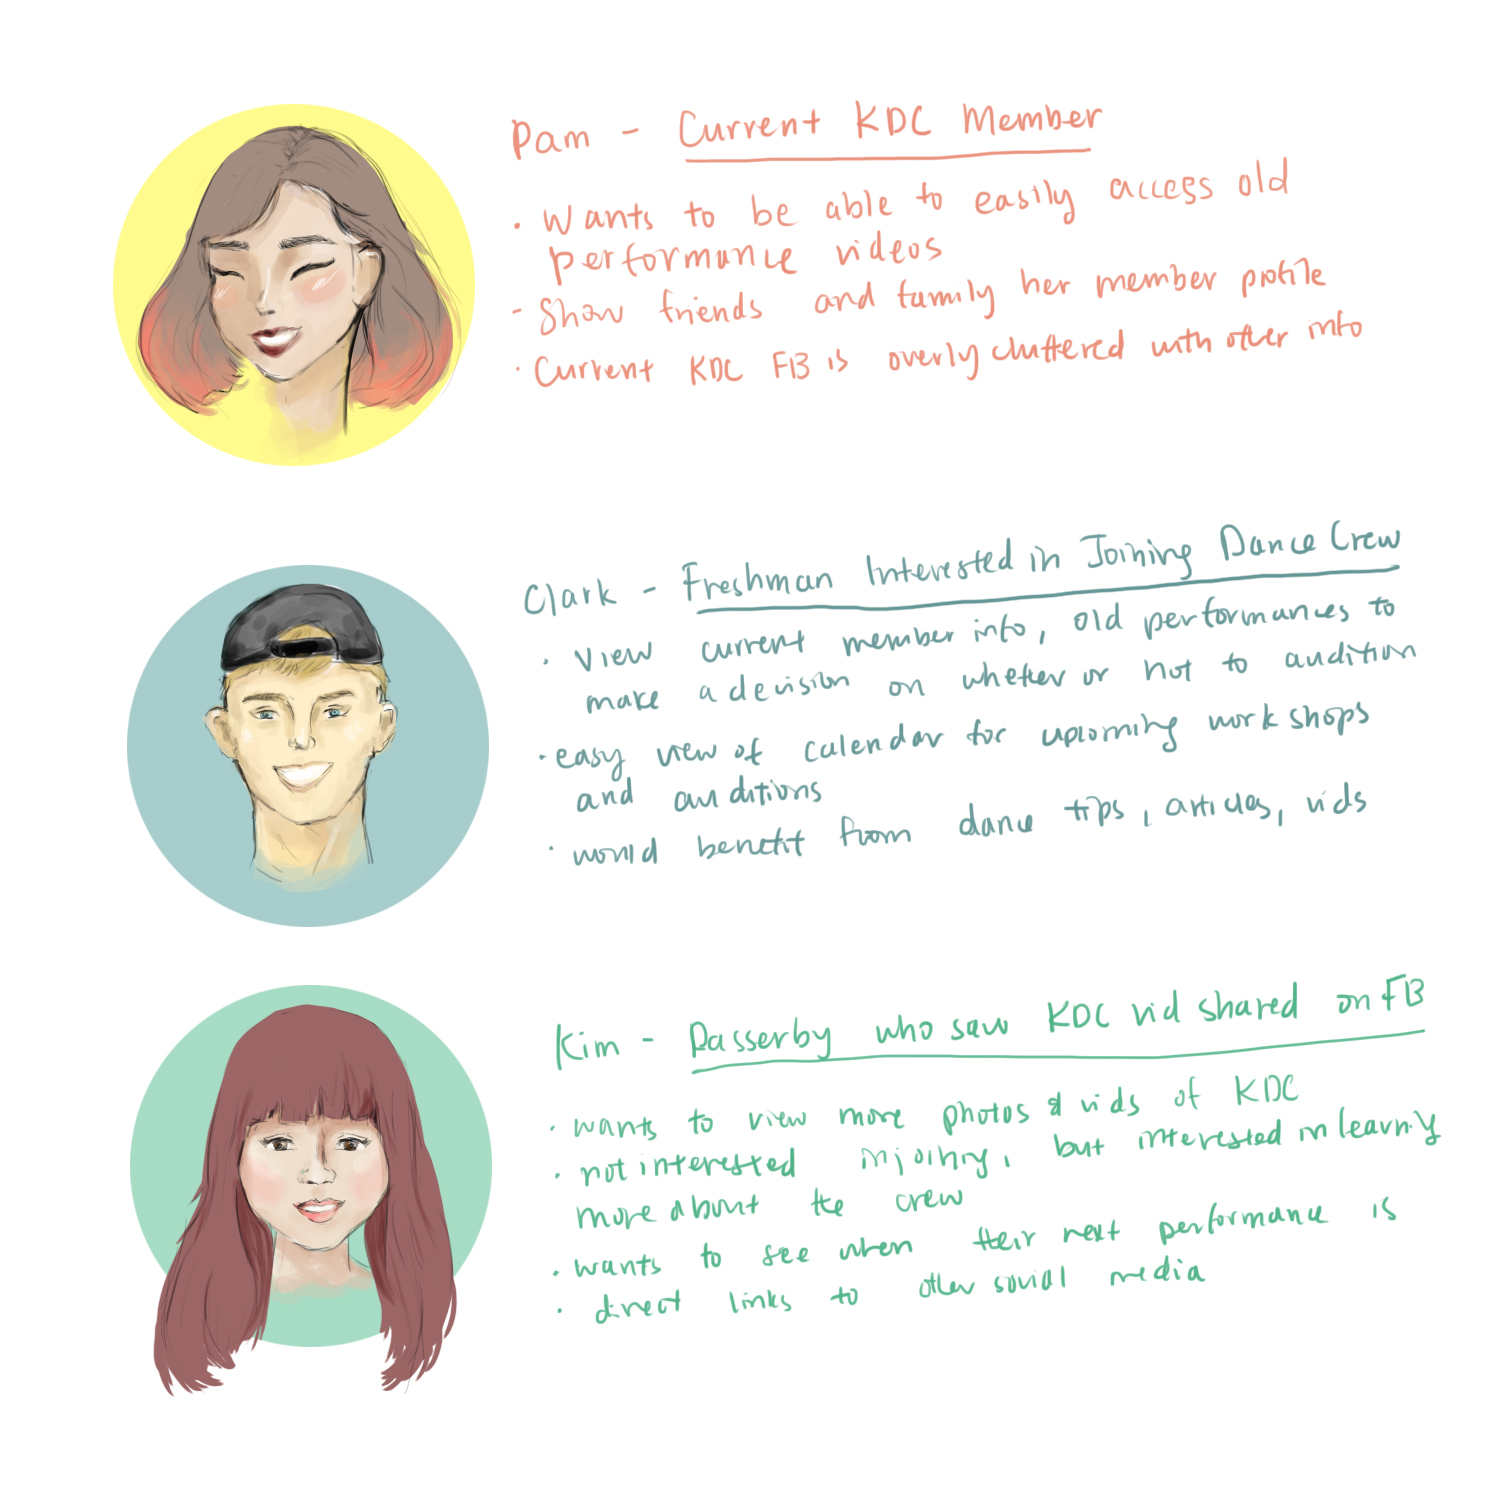 Pam - Current KDC Member
• Wants to be able to easily access old
performance videos
- Show friends and family her member profile
• Current KDC FB is overly cluttered with other info
Clark - Freshman Interested in Joining Dance Crew
• View current member info, old performances to
make a decision on whether or not to audition
• easy view of calendar for upcoming workshops
and auditions
• would benefit from dance tips, articles, vids
Kim - Passerby who saw KDC vid shared on FB
• wants to view more photos & vids of KDC
• not interested in joining, but interested in learning
more about the crew
• wants to see when their next performance is
• direct links to other social media